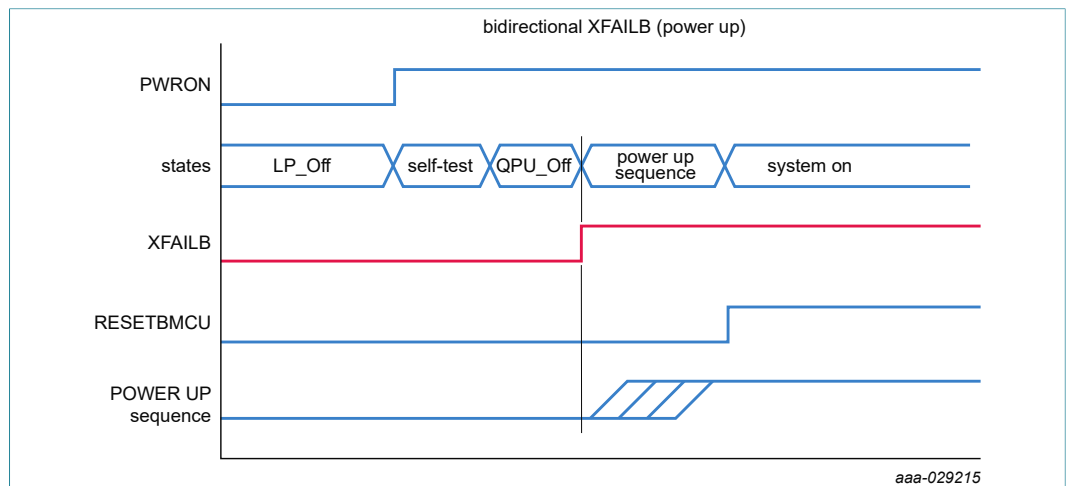 bidirectional XFAILB (power up)
PWRON
states
LP_Off
self-test
QPU_Off
power up
sequence
system on
XFAILB
RESETBMCU
POWER UP
sequence
aaa-029215